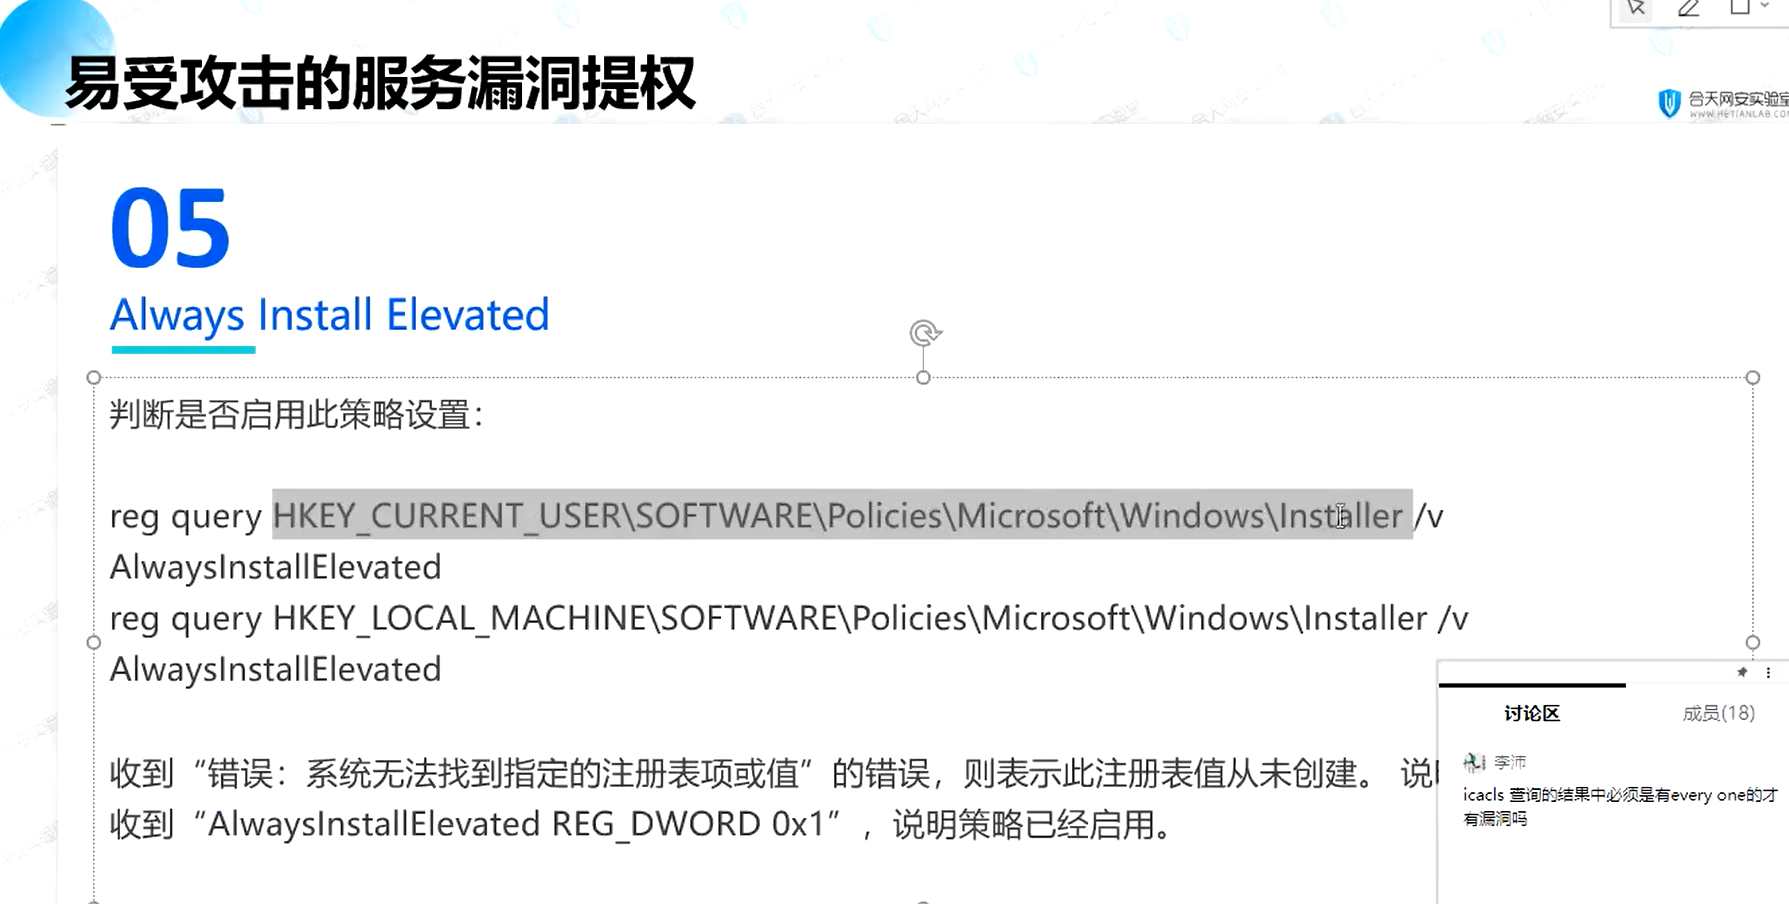 易受攻击的服务漏洞提权
合天网安实验室
WWW.HETIANLAB.COM
05
Always Install Elevated
判断是否启用此策略设置：
reg query HKEY_CURRENT_USER\SOFTWARE\Policies\Microsoft\Windows\Installer /v
AlwaysInstallElevated
reg query HKEY_LOCAL_MACHINE\SOFTWARE\Policies\Microsoft\Windows\Installer /v
AlwaysInstallElevated
收到“错误：系统无法找到指定的注册表项或值”的错误，则表示此注册表值从未创建。 说
收到“AlwaysInstallElevated REG_DWORD 0x1”，说明策略已经启用。
讨论区
成员(18)
李沛
icacls 查询的结果中必须是有every one的才
有漏洞吗